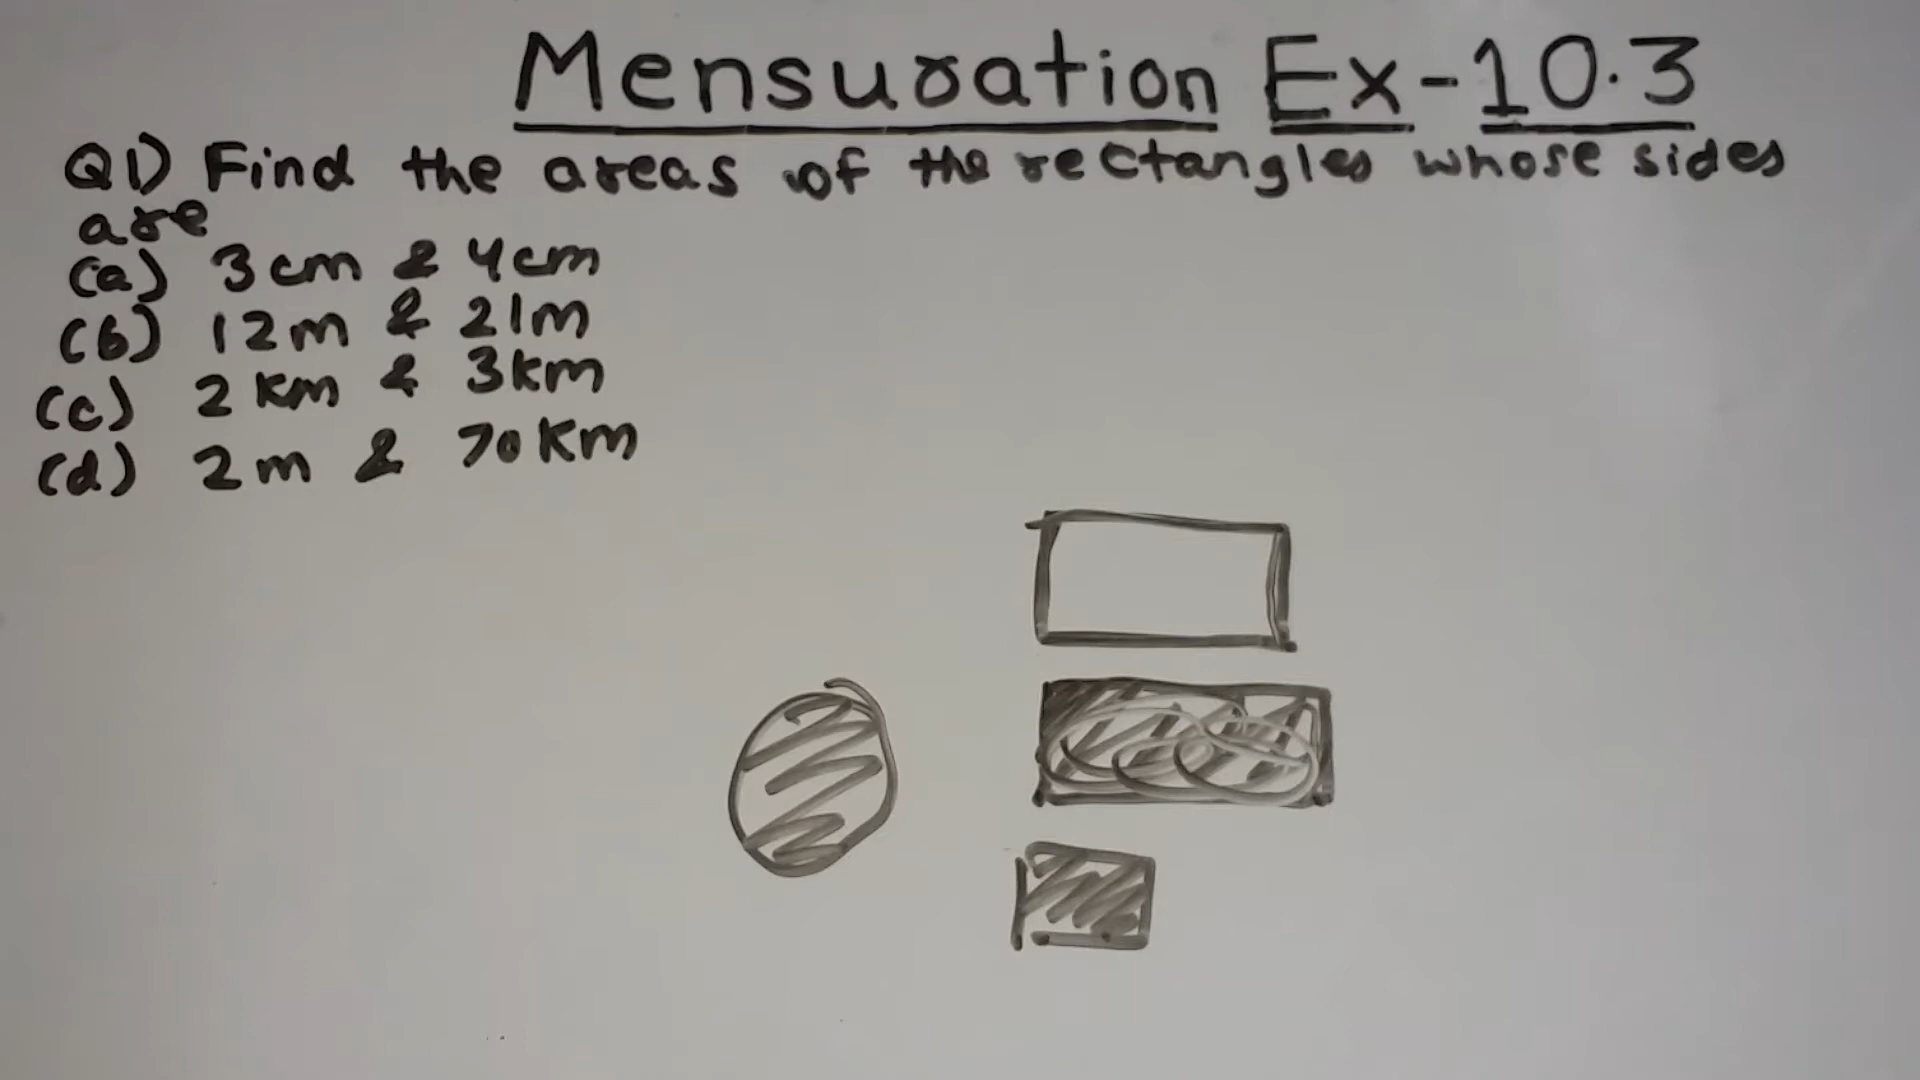 Mensuration Ex-10.3
Q1) Find the areas of the rectangles whose sides
are
(a) 3cm & 4cm
(b) 12m & 21m
(c) 2km & 3km
(d) 2m & 70km